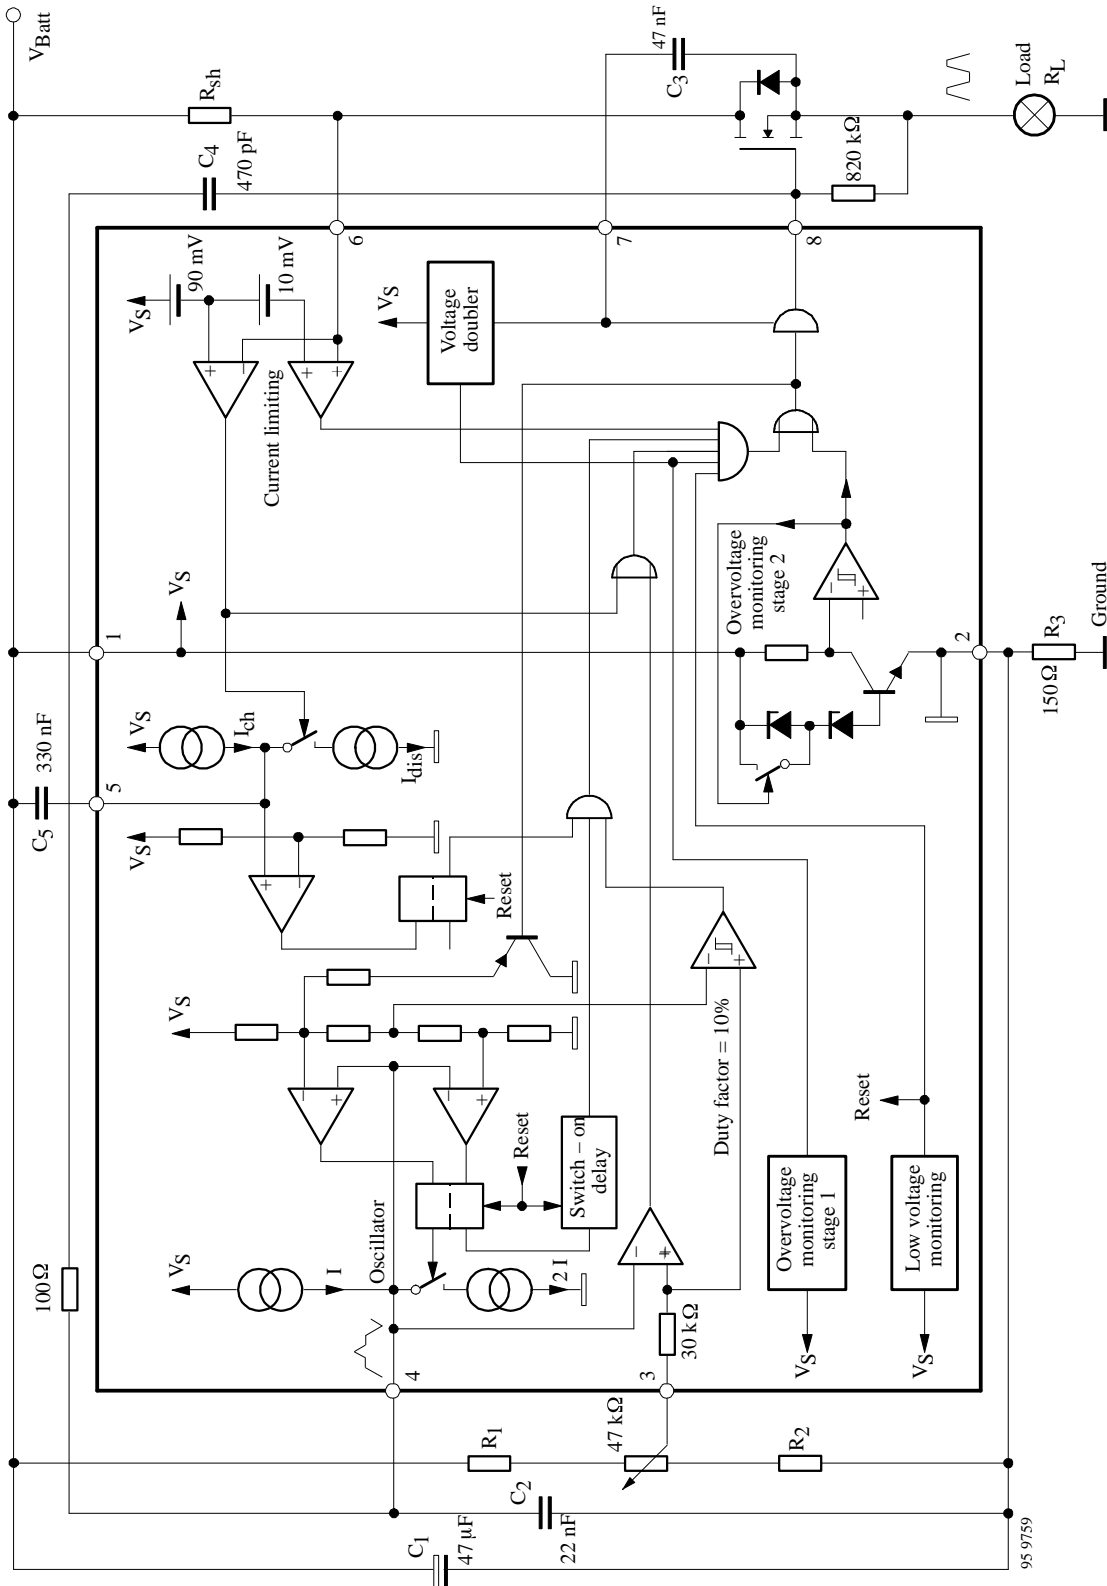 VBatt
Rsh
C4
470 pF
47 nF
C3
Load
RL
820 kΩ
6
7
8
90 mV
10 mV
VS
VS
Voltage
doubler
Current limiting
1
VS
Overvoltage
monitoring
stage 2
2
R3
150 Ω
Ground
C5
330 nF
5
VS
Ich
Idis
VS
Reset
VS
Duty factor = 10%
Reset
Switch – on
delay
Reset
Oscillator
VS
I
2 I
Overvoltage
monitoring
stage 1
Low voltage
monitoring
VS
VS
100 Ω
30 kΩ
4
3
R1
47 kΩ
R2
C2
22 nF
C1
47 μF
95 9759
+
–
+
+
+
–
–
+
–
+
–
+
–
+
–